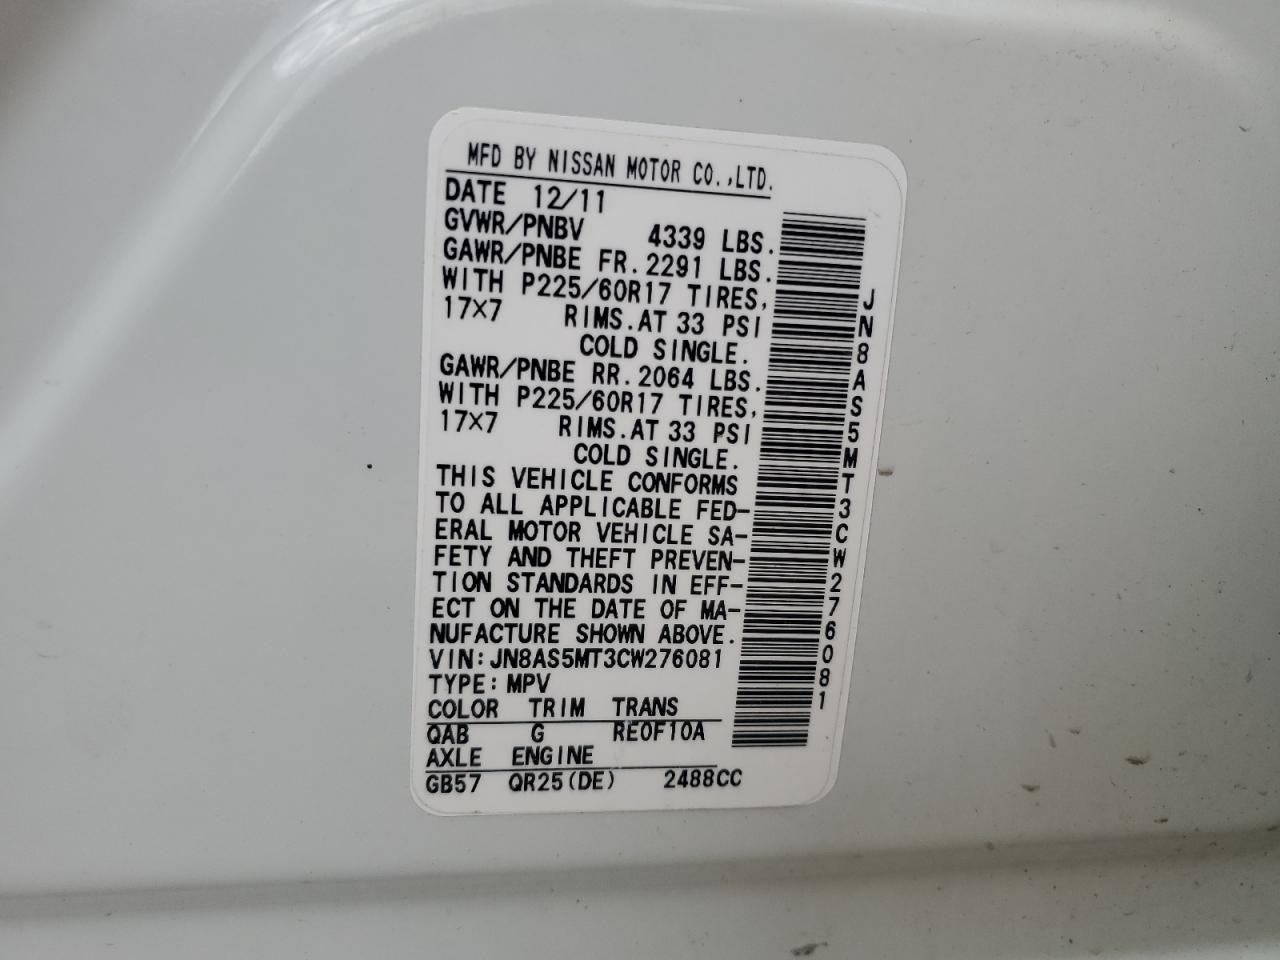 MFD BY NISSAN MOTOR CO.,LTD.
DATE 12/11
GVWR/PNBV 4339 LBS.
GAWR/PNBE FR.2291 LBS.
WITH P225/60R17 TIRES,
17×7 RIMS.AT 33 PSI
COLD SINGLE.
GAWR/PNBE RR.2064 LBS.
WITH P225/60R17 TIRES,
17×7 RIMS.AT 33 PSI
COLD SINGLE.
THIS VEHICLE CONFORMS
TO ALL APPLICABLE FED-
ERAL MOTOR VEHICLE SA-
FETY AND THEFT PREVEN-
TION STANDARDS IN EFF-
ECT ON THE DATE OF MA-
NUFACTURE SHOWN ABOVE.
VIN:JN8AS5MT3CW276081
TYPE:MPV
COLOR TRIM TRANS
QAB G RE0F10A
AXLE ENGINE
GB57 QR25(DE) 2488CC
JN8AS5MT3CW276081